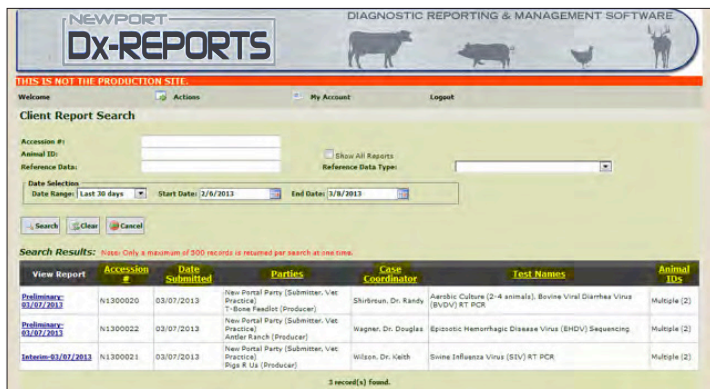 NEWPORT
DIAGNOSTIC REPORTING & MANAGEMENT SOFTWARE
Dx-REPORTS
THIS IS NOT THE PRODUCTION SITE.
Welcome Actions My Account Logout
Client Report Search
Accession #:
Animal ID: Show All Reports
Reference Data: Reference Data Type:
Date Selection
Date Range: Last 30 days Start Date: 2/6/2013 End Date: 3/8/2013
Search Clear Cancel
Search Results: Note: Only a maximum of 500 records is returned per search at one time.
View Report Accession # Date Submitted Parties Case Coordinator Test Names Animal IDs
Preliminary-03/07/2013 N1300020 03/07/2013 New Portal Party (Submitter, Vet Practice) T-Bone Feedlot (Producer) Shirbroun, Dr. Randy Aerobic Culture (2-4 animals), Bovine Viral Diarrhea Virus (BVDV) RT PCR Multiple (2)
Preliminary-03/07/2013 N1300022 03/07/2013 New Portal Party (Submitter, Vet Practice) Antler Ranch (Producer) Wagner, Dr. Douglas Epizootic Hemorrhagic Disease Virus (EHDV) Sequencing Multiple (2)
Interim-03/07/2013 N1300021 03/07/2013 New Portal Party (Submitter, Vet Practice) Pigs R Us (Producer) Wilson, Dr. Keith Swine Influenza Virus (SIV) RT PCR Multiple (2)
3 record(s) found.